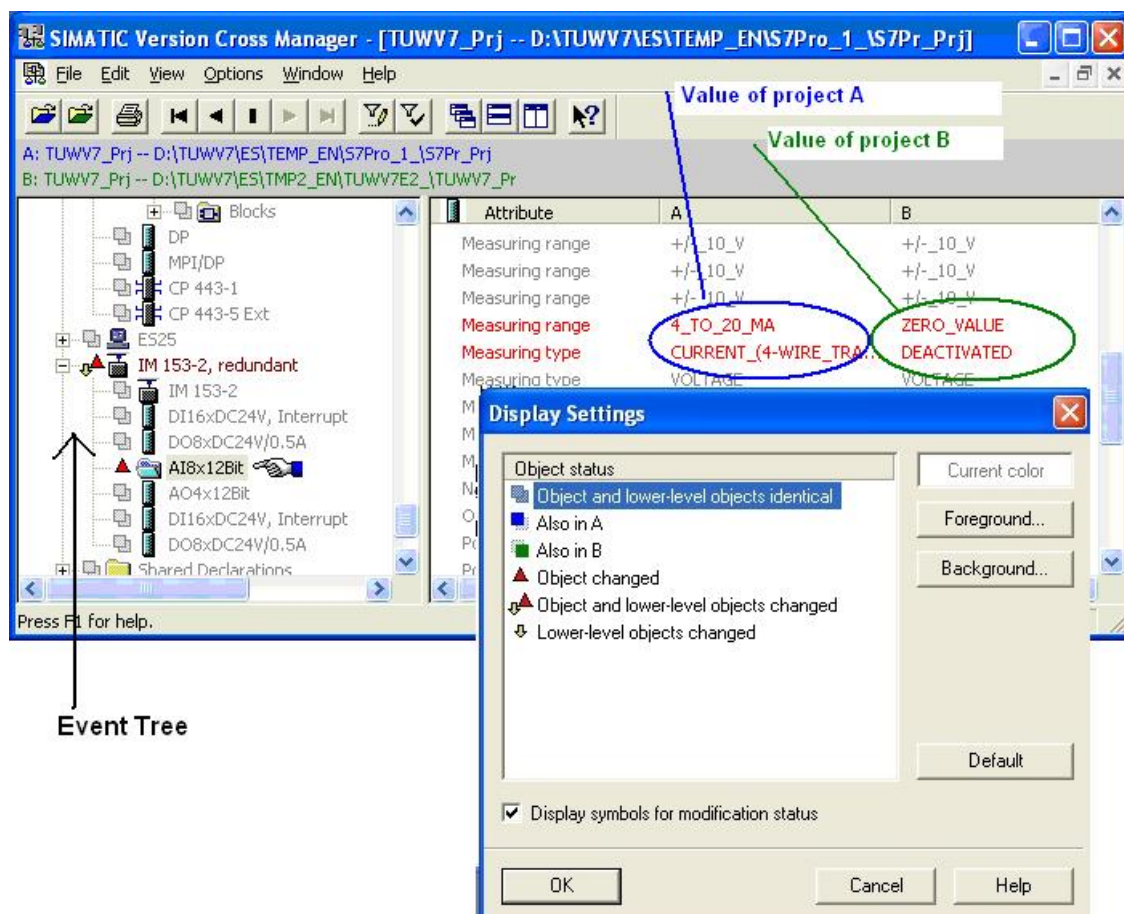 SIMATIC Version Cross Manager - [TUWV7_Prj -- D:\TUWV7\ES\TEMP_EN\S7Pro_1_\S7Pr_Prj]
File Edit View Options Window Help
Value of project A
Value of project B
A: TUWV7_Prj -- D:\TUWV7\ES\TEMP_EN\S7Pro_1_\S7Pr_Prj
B: TUWV7_Prj -- D:\TUWV7\ES\TMP2_EN\TUWV7E2_\TUWV7_Pr
Blocks
DP
MPI/DP
CP 443-1
CP 443-5 Ext
ES25
IM 153-2, redundant
IM 153-2
DI16xDC24V, Interrupt
DO8xDC24V/0.5A
AI8x12Bit
AO4x12Bit
DI16xDC24V, Interrupt
DO8xDC24V/0.5A
Shared Declarations
Attribute A B
Measuring range +/-_10_V +/-_10_V
Measuring range +/-_10_V +/-_10_V
Measuring range +/-_10_V +/-_10_V
Measuring range 4_TO_20_MA ZERO_VALUE
Measuring type CURRENT_(4-WIRE_TRA... DEACTIVATED
Measuring type VOLTAGE VOLTAGE
Press F1 for help.
Event Tree
Display Settings
Object status
Object and lower-level objects identical
Also in A
Also in B
Object changed
Object and lower-level objects changed
Lower-level objects changed
Current color
Foreground...
Background...
Default
Display symbols for modification status
OK Cancel Help